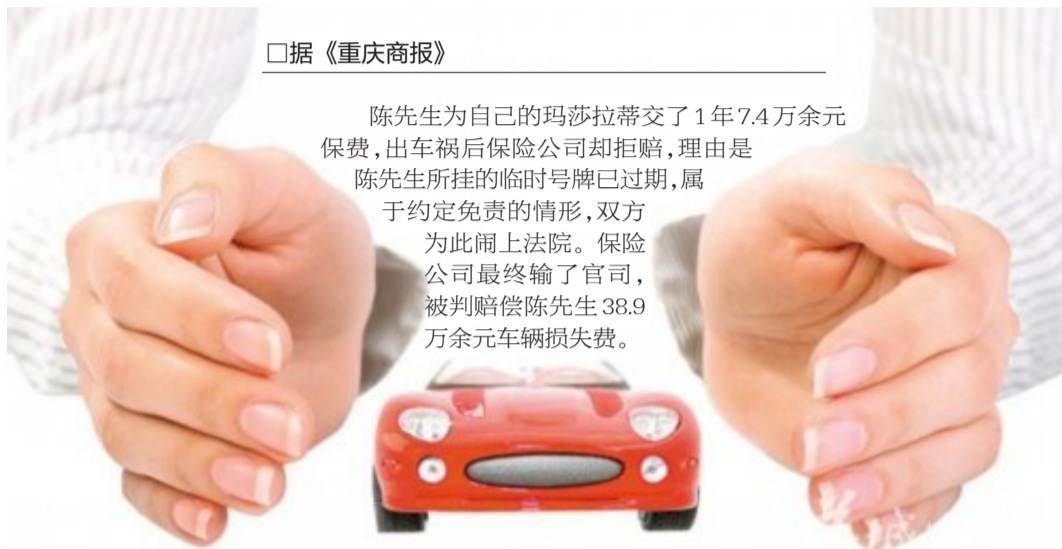 □据《重庆商报》
陈先生为自己的玛莎拉蒂交了1年7.4万余元
保费，出车祸后保险公司却拒赔，理由是
陈先生所挂的临时号牌已过期，属
于约定免责的情形，双方
为此闹上法院。保险
公司最终输了官司，
被判赔偿陈先生38.9
万余元车辆损失费。